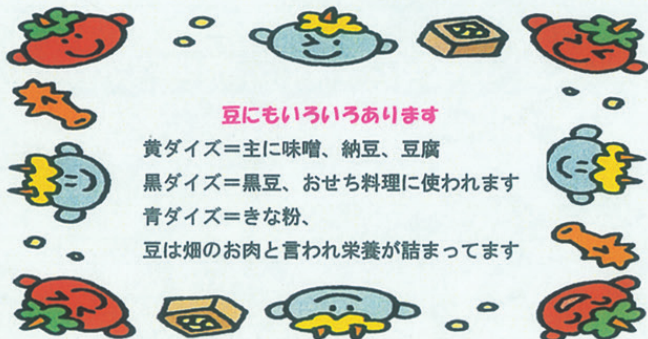 豆にもいろいろあります
黄ダイズ＝主に味噌、納豆、豆腐
黒ダイズ＝黒豆、おせち料理に使われます
青ダイズ＝きな粉、
豆は畑のお肉と言われ栄養が詰まってます